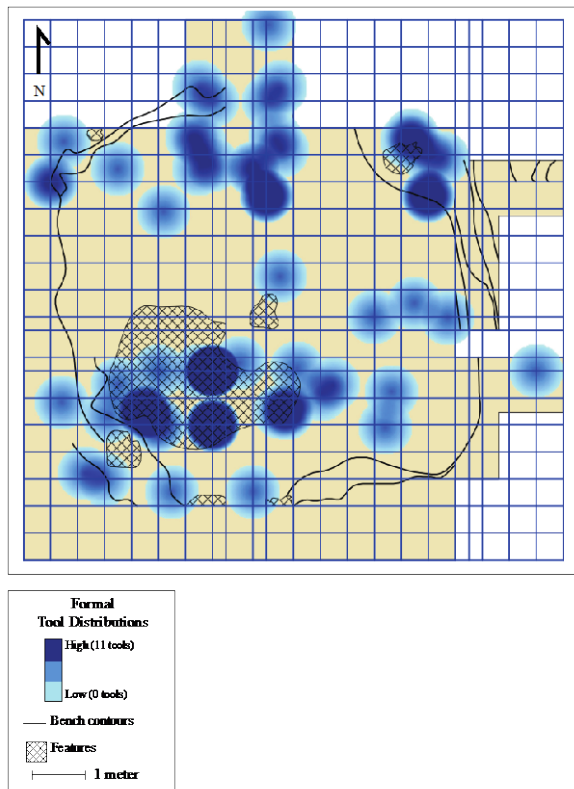 N
Formal
Tool Distributions
High (11 tools)
Low (0 tools)
Bench contours
Features
1 meter